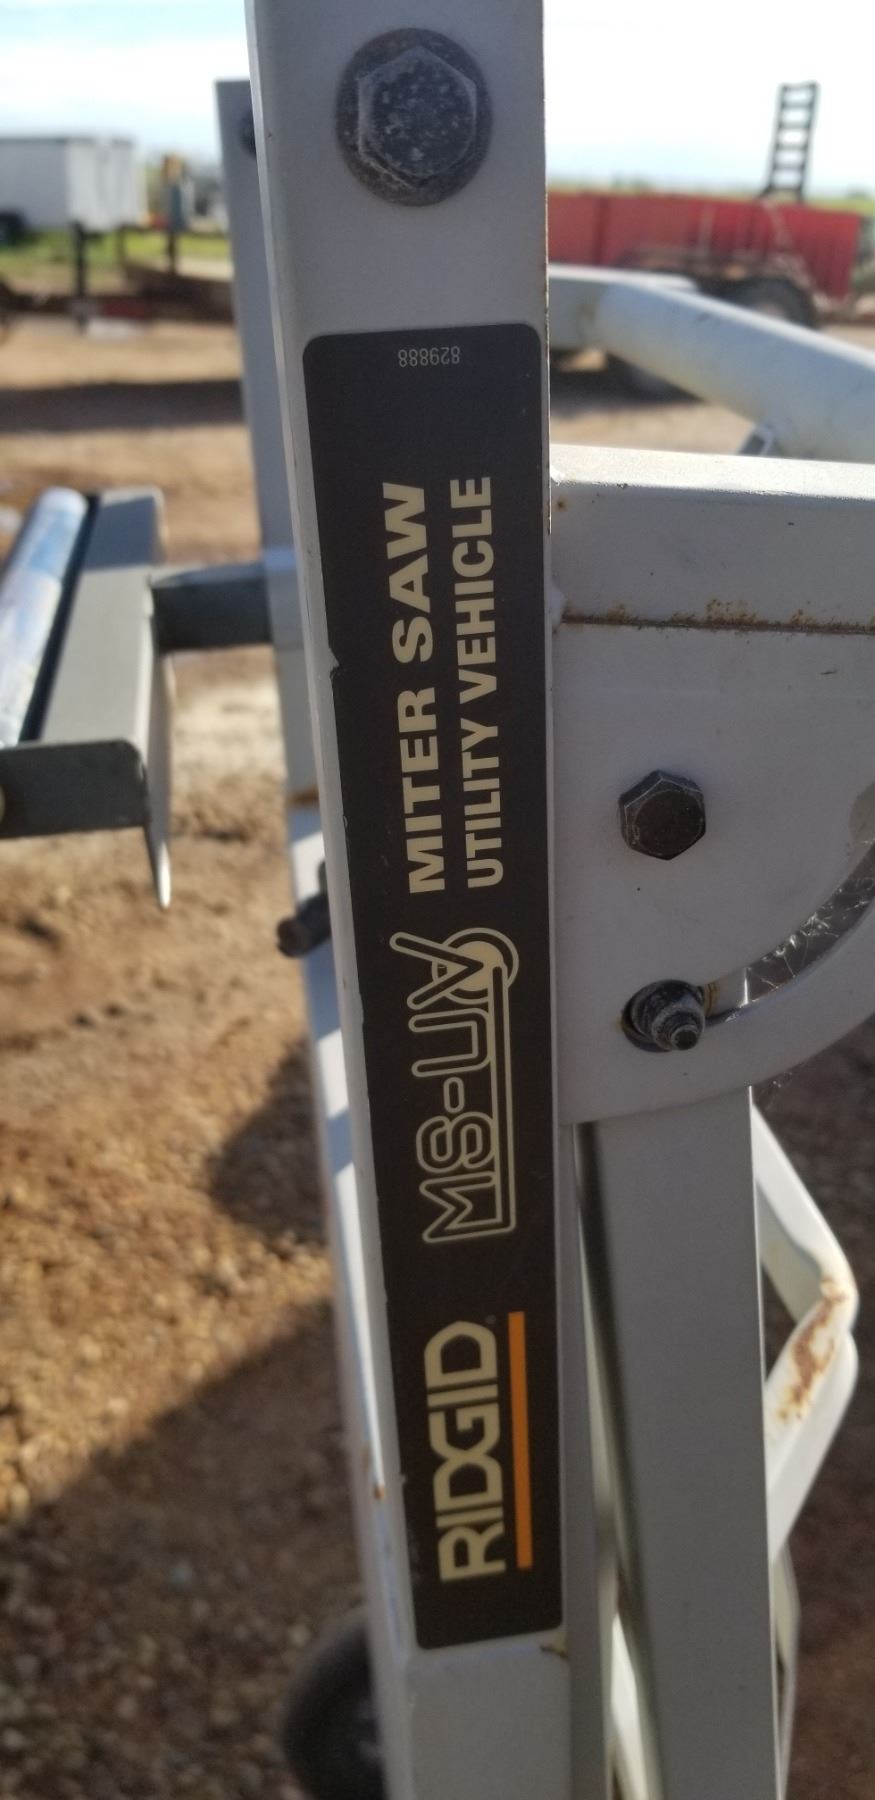 RIDGID®
MS-UV
MITER SAW
UTILITY VEHICLE
829888